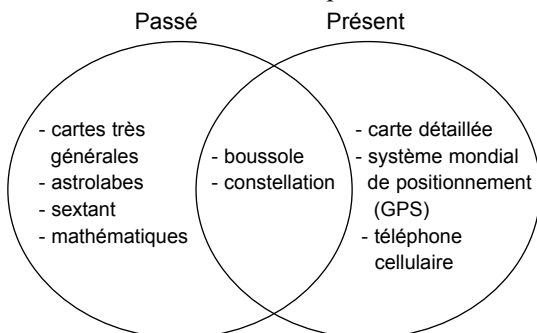 Passé
Présent
- cartes très
générales
- astrolabes
- sextant
- mathématiques
- boussole
- constellation
- carte détaillée
- système mondial
de positionnement
(GPS)
- téléphone
cellulaire